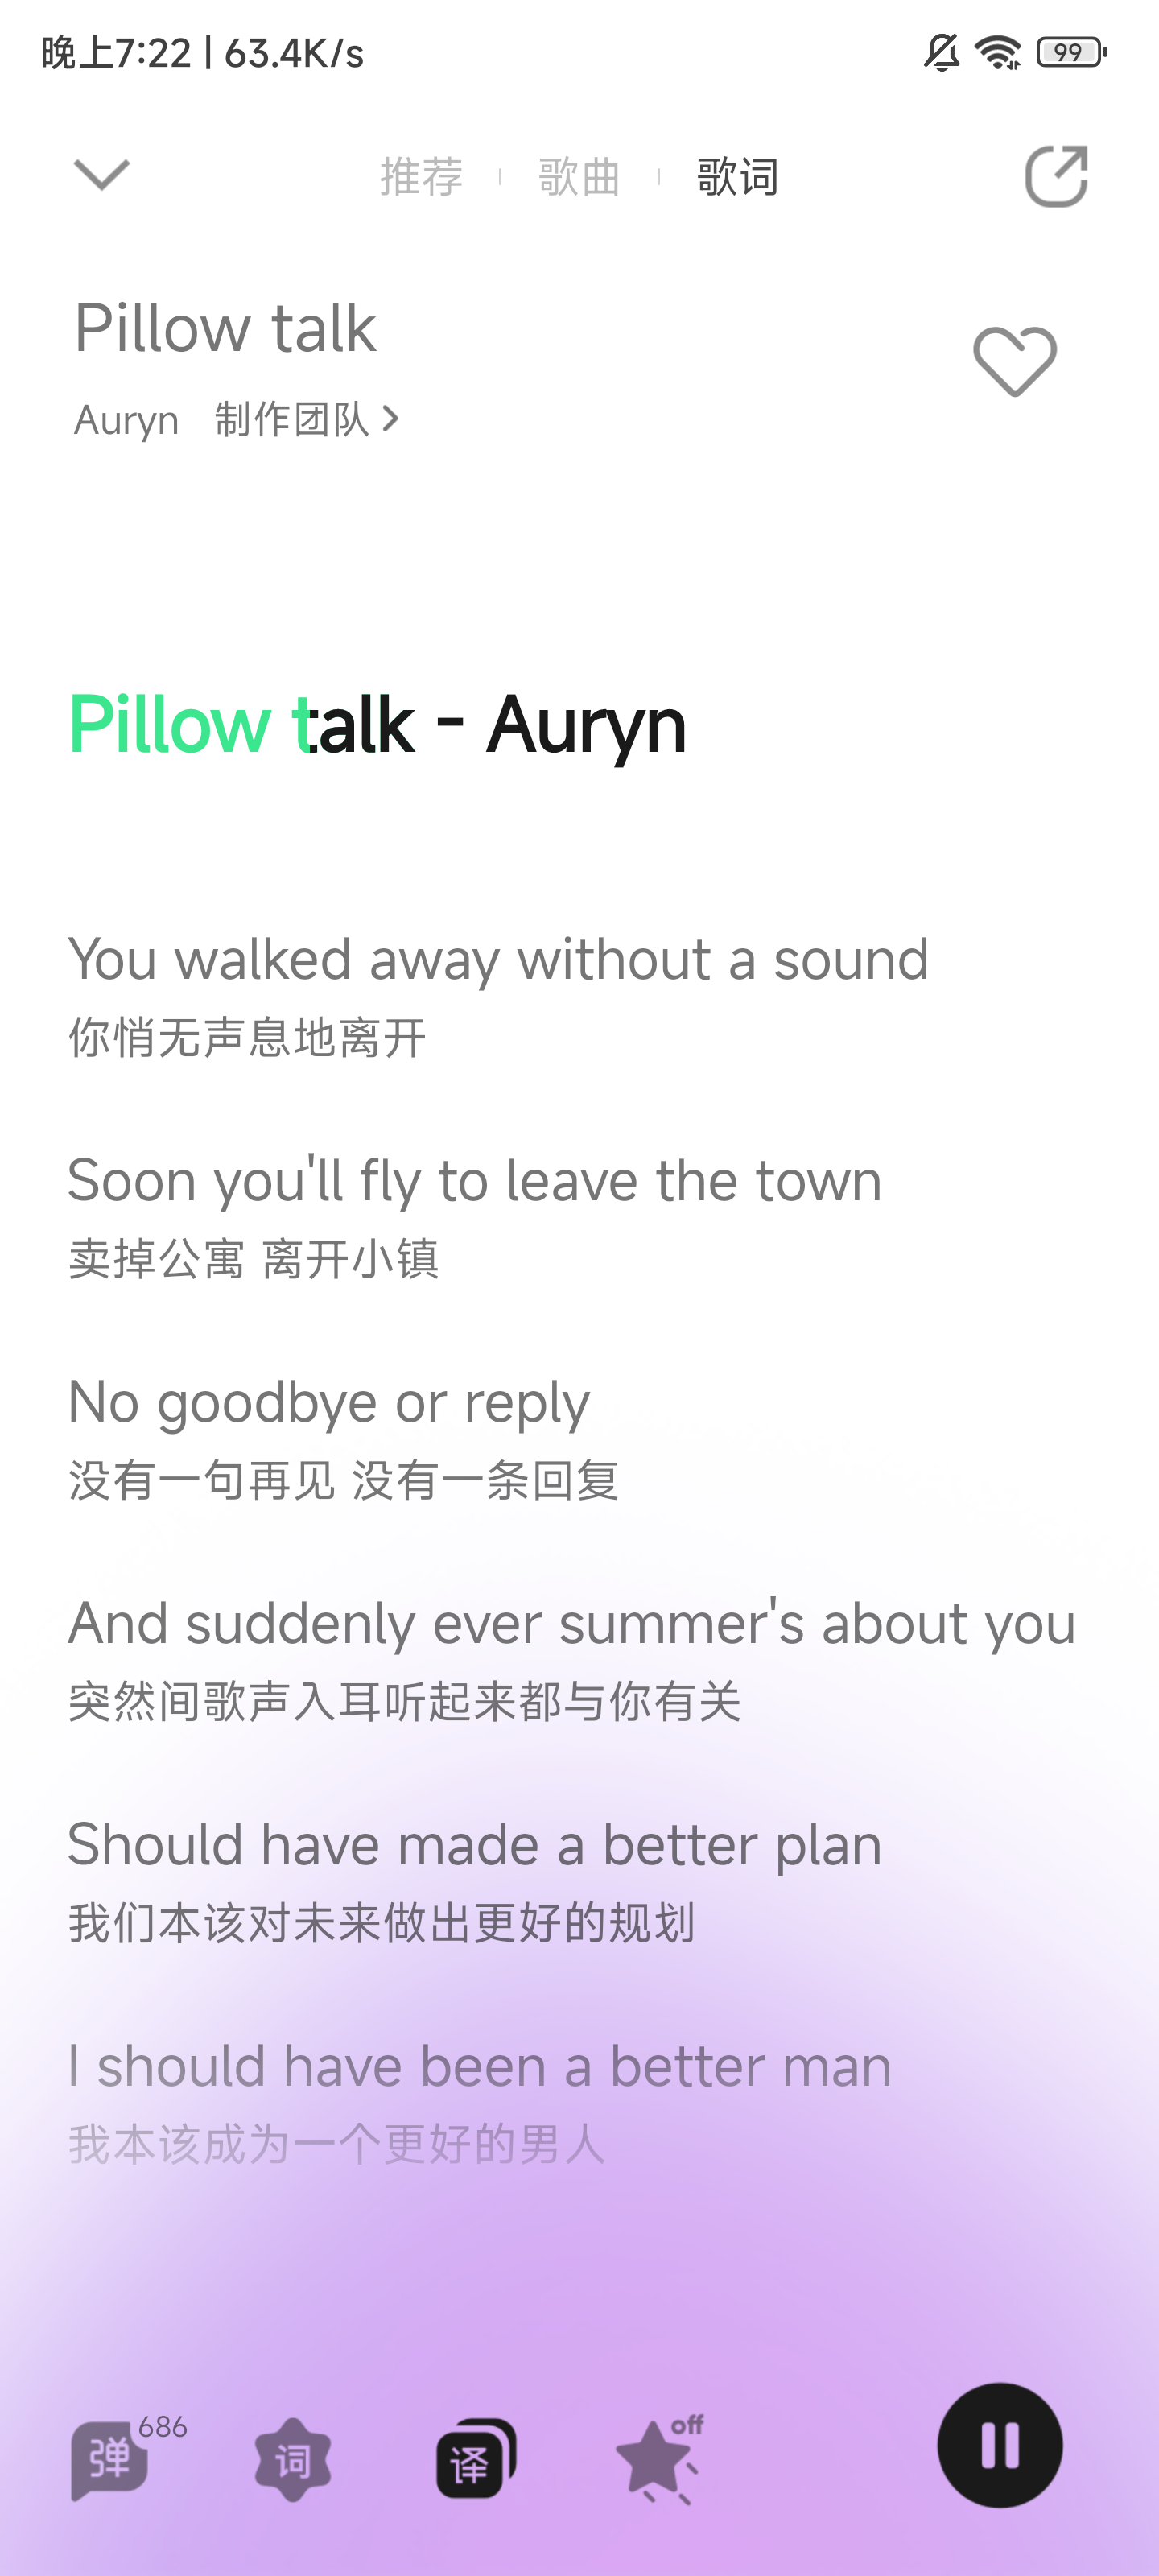 晚上7:22 | 63.4K/s
99
推荐 歌曲 歌词
Pillow talk
Auryn 制作团队
Pillow talk - Auryn
You walked away without a sound
你悄无声息地离开
Soon you'll fly to leave the town
卖掉公寓 离开小镇
No goodbye or reply
没有一句再见 没有一条回复
And suddenly ever summer's about you
突然间歌声入耳听起来都与你有关
Should have made a better plan
我们本该对未来做出更好的规划
I should have been a better man
我本该成为一个更好的男人
弹 686 词 译 off